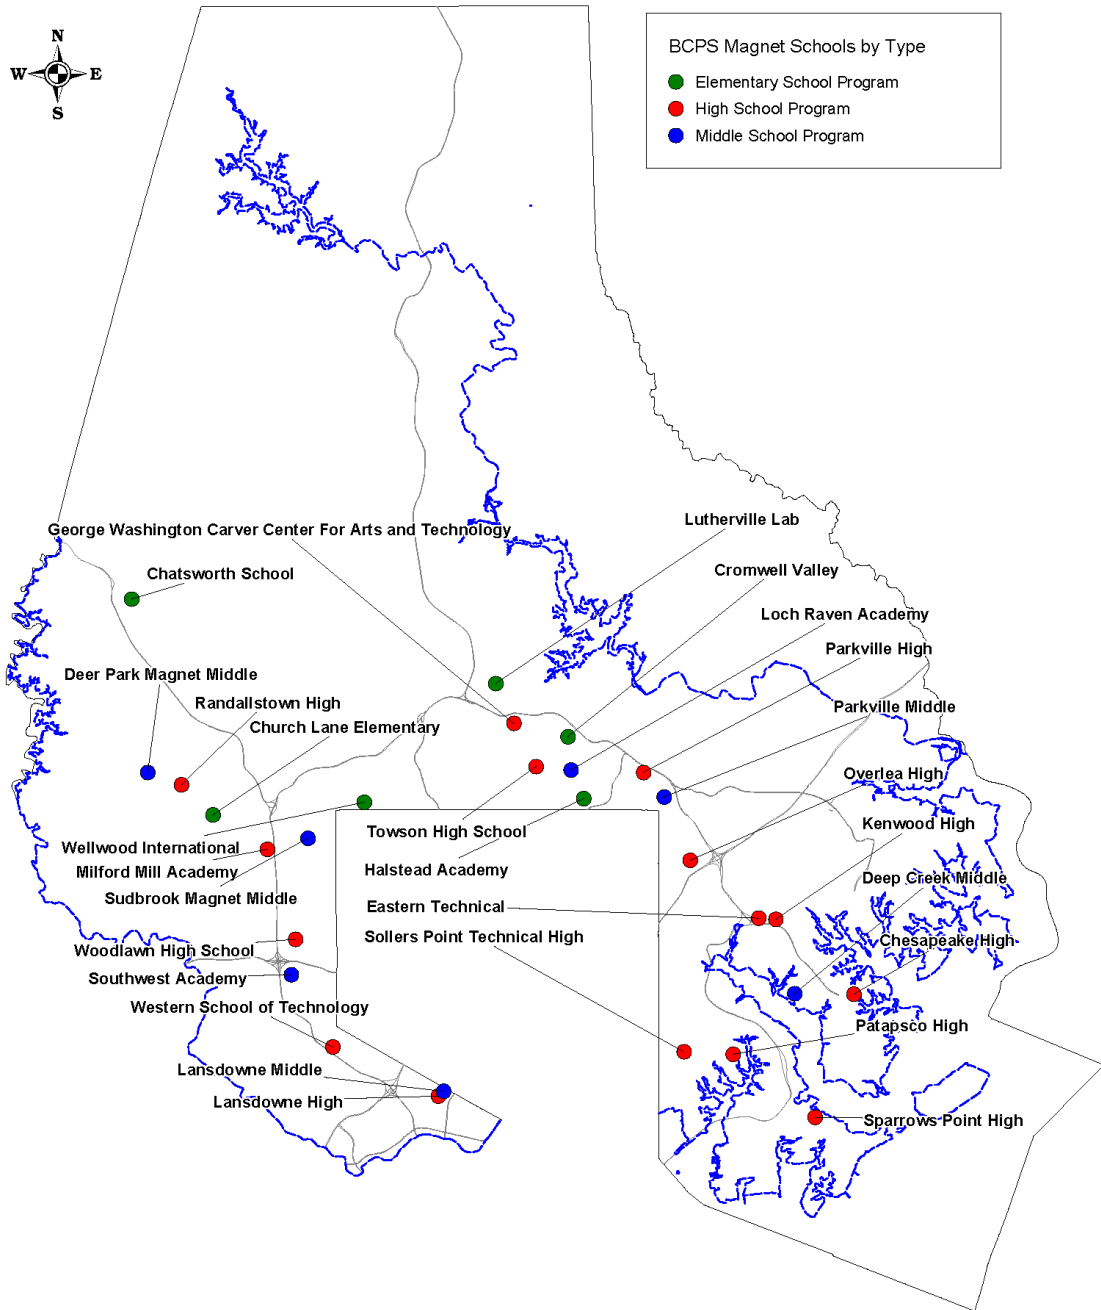 N
W E
S
BCPS Magnet Schools by Type
Elementary School Program
High School Program
Middle School Program
Lutherville Lab
George Washington Carver Center For Arts and Technology
Chatsworth School
Cromwell Valley
Loch Raven Academy
Parkville High
Deer Park Magnet Middle
Randallstown High
Parkville Middle
Church Lane Elementary
Overlea High
Kenwood High
Towson High School
Wellwood International
Milford Mill Academy
Halstead Academy
Deep Creek Middle
Sudbrook Magnet Middle
Eastern Technical
Sollers Point Technical High
Chesapeake High
Woodlawn High School
Southwest Academy
Western School of Technology
Patapsco High
Lansdowne Middle
Lansdowne High
Sparrows Point High